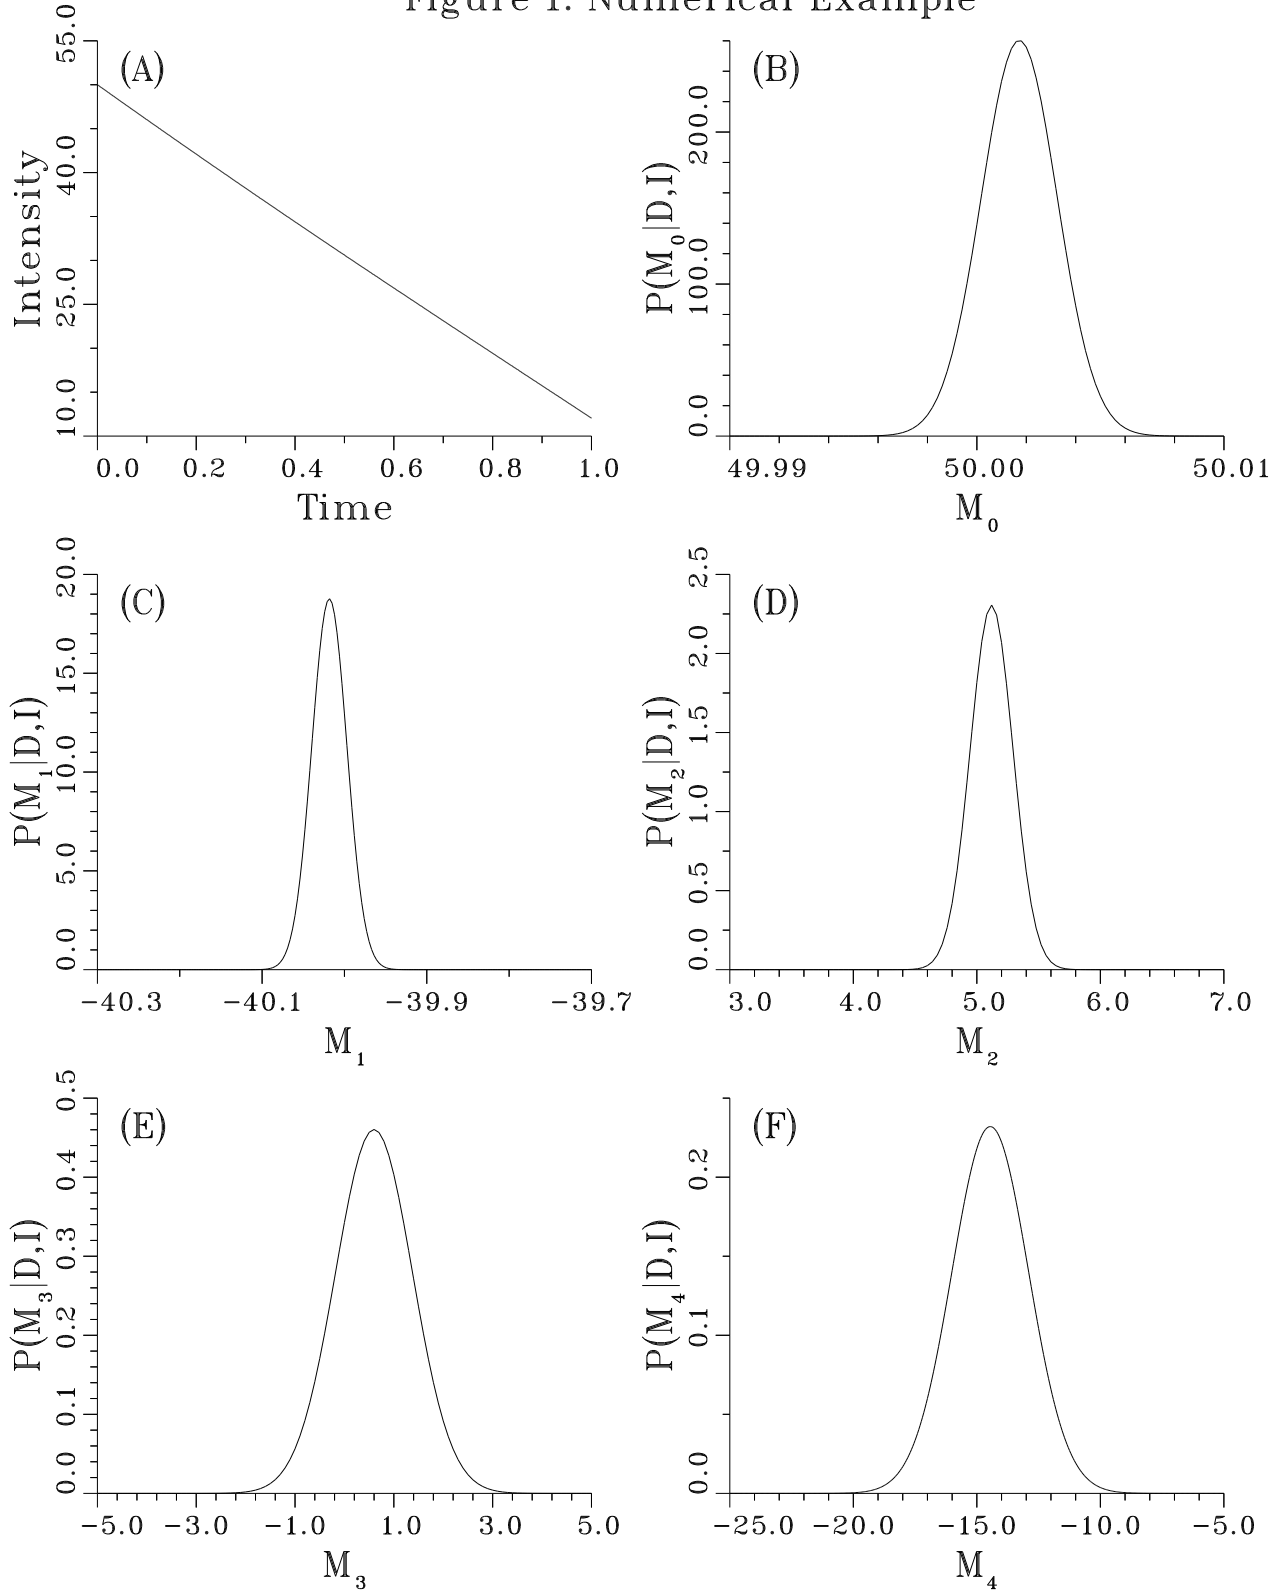 Figure 1. Numerical Example
(A)
55.0
40.0
25.0
10.0
Intensity
0.0 0.2 0.4 0.6 0.8 1.0
Time
(B)
200.0
100.0
0.0
P(M0|D,I)
49.99 50.00 50.01
M0
(C)
20.0
15.0
10.0
5.0
0.0
P(M1|D,I)
-40.3 -40.1 -39.9 -39.7
M1
(D)
2.5
2.0
1.5
1.0
0.5
0.0
P(M2|D,I)
3.0 4.0 5.0 6.0 7.0
M2
(E)
0.5
0.4
0.3
0.2
0.1
0.0
P(M3|D,I)
-5.0 -3.0 -1.0 1.0 3.0 5.0
M3
(F)
0.2
0.1
0.0
P(M4|D,I)
-25.0 -20.0 -15.0 -10.0 -5.0
M4